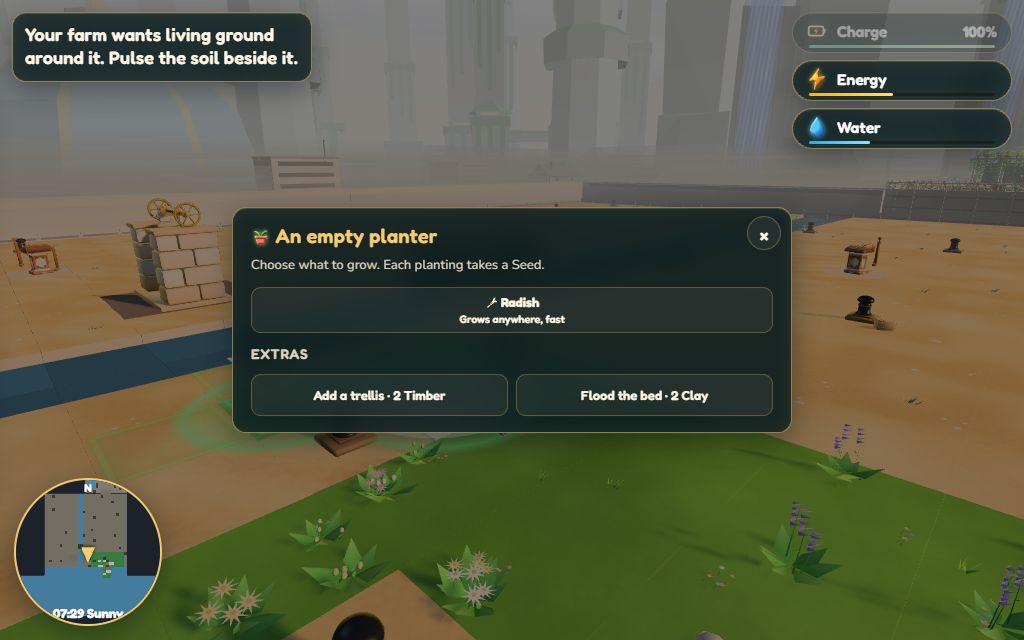 Your farm wants living ground
around it. Pulse the soil beside it.
Charge 100%
Energy
Water
An empty planter
Choose what to grow. Each planting takes a Seed.
Radish
Grows anywhere, fast
EXTRAS
Add a trellis · 2 Timber
Flood the bed · 2 Clay
N
07:29 Sunny